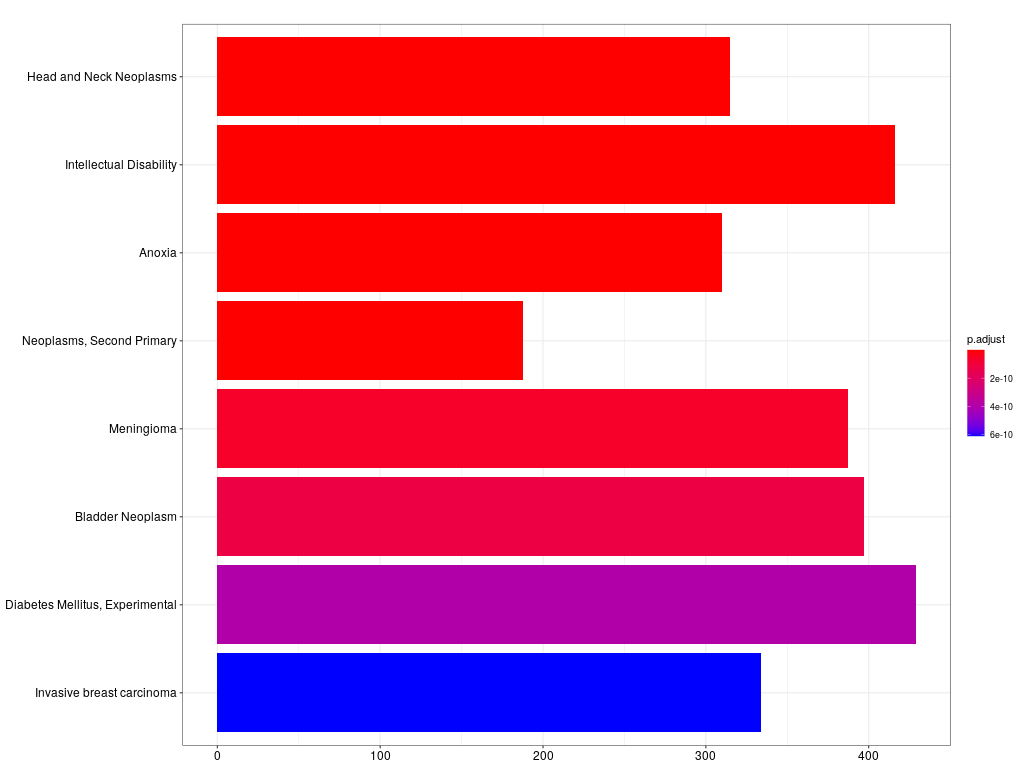 Head and Neck Neoplasms
Intellectual Disability
Anoxia
Neoplasms, Second Primary
Meningioma
Bladder Neoplasm
Diabetes Mellitus, Experimental
Invasive breast carcinoma
0 100 200 300 400
p.adjust
2e-10
4e-10
6e-10